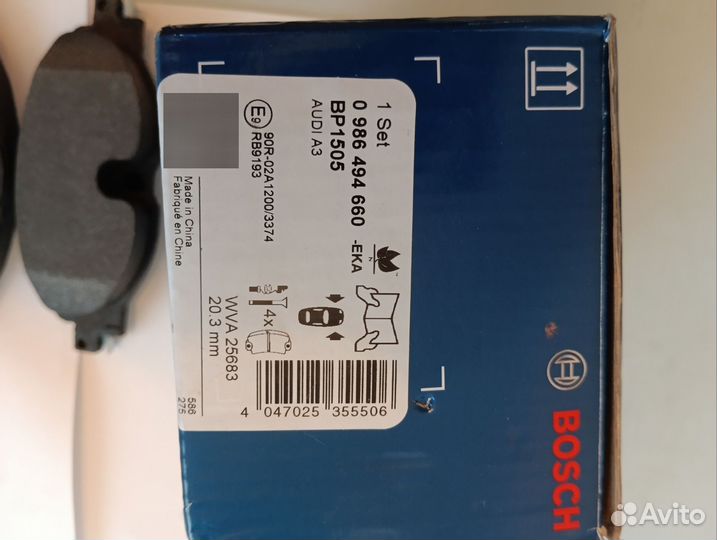 1 Set
0 986 494 660 -EKA
BP1505
AUDI A3
E9 90R-02A1200/3374
RB9193
Made in China
Fabriqué en Chine
4x
WVA 25683
20.3 mm
586
275
4 047025 355506
BOSCH
Avito